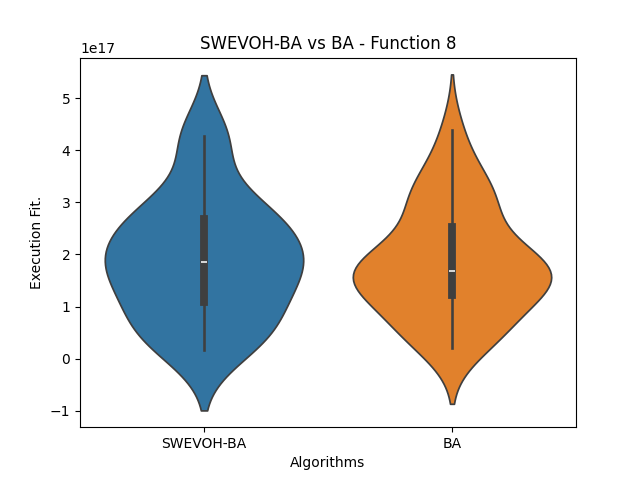 SWEVOH-BA vs BA - Function 8
1e17
5
4
3
2
1
0
−1
Execution Fit.
SWEVOH-BA
BA
Algorithms